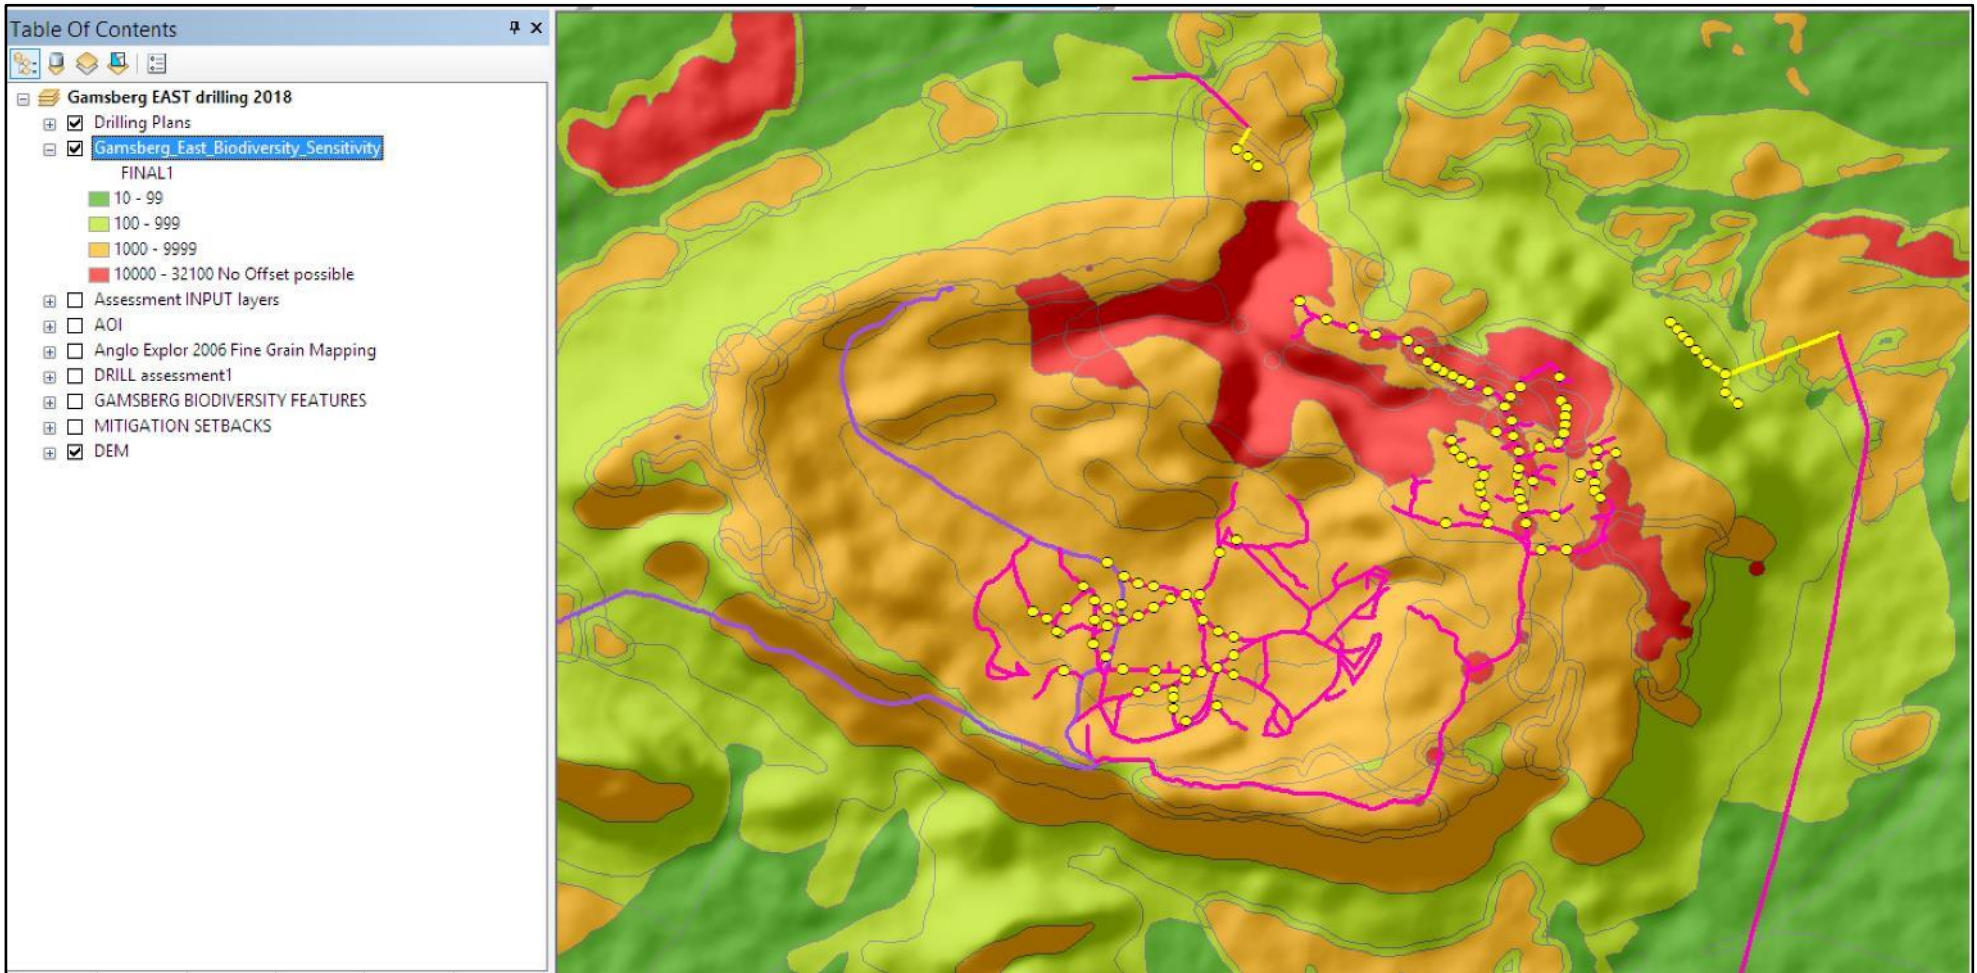 Table Of Contents
Gamsberg EAST drilling 2018
Drilling Plans
Gamsberg_East_Biodiversity_Sensitivity
FINAL1
10 - 99
100 - 999
1000 - 9999
10000 - 32100 No Offset possible
Assessment INPUT layers
AOI
Anglo Explor 2006 Fine Grain Mapping
DRILL assessment1
GAMSBERG BIODIVERSITY FEATURES
MITIGATION SETBACKS
DEM